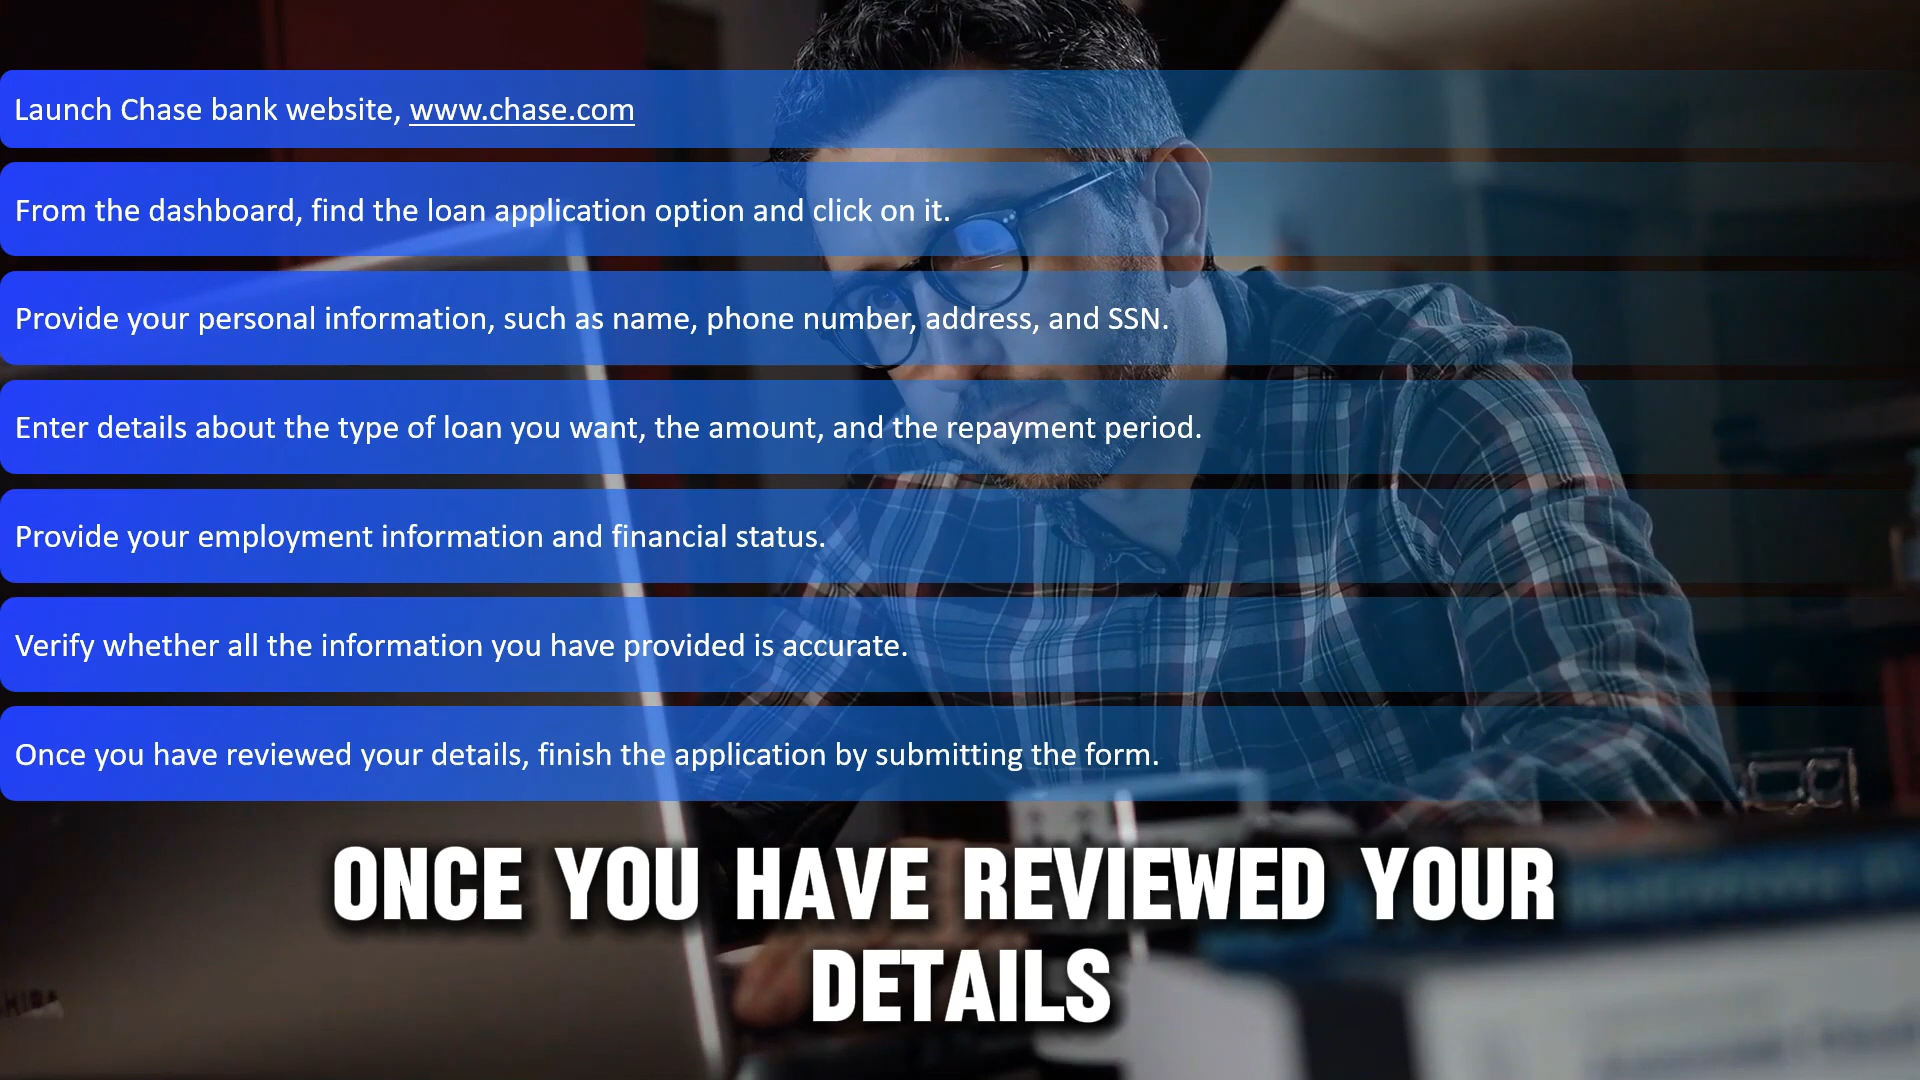 Launch Chase bank website, www.chase.com
From the dashboard, find the loan application option and click on it.
Provide your personal information, such as name, phone number, address, and SSN.
Enter details about the type of loan you want, the amount, and the repayment period.
Provide your employment information and financial status.
Verify whether all the information you have provided is accurate.
Once you have reviewed your details, finish the application by submitting the form.
ONCE YOU HAVE REVIEWED YOUR
DETAILS